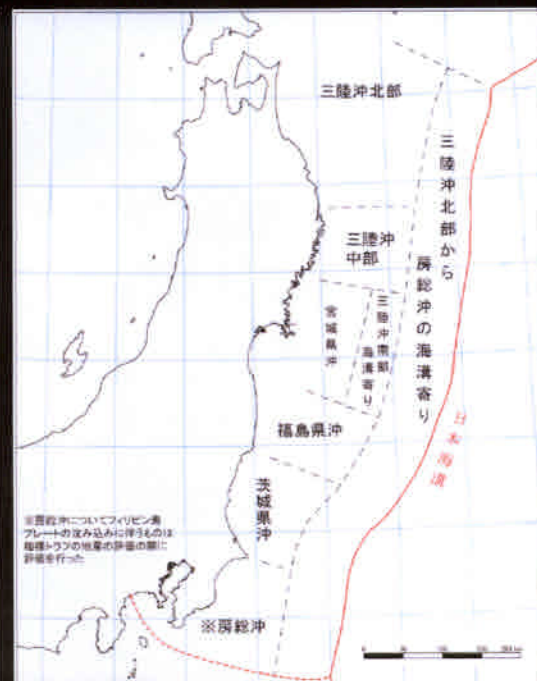 三陸沖北部
三陸沖北部から
房総沖の海溝寄り
三陸沖
中部
三陸沖南部
海溝寄り
宮城県沖
福島県沖
日本海溝
茨城県沖
※房総沖についてフィリピン海
プレートの沈み込みに伴うものは
相模トラフの地震の評価の際に
評価を行った
※房総沖
0
50
100
200 km